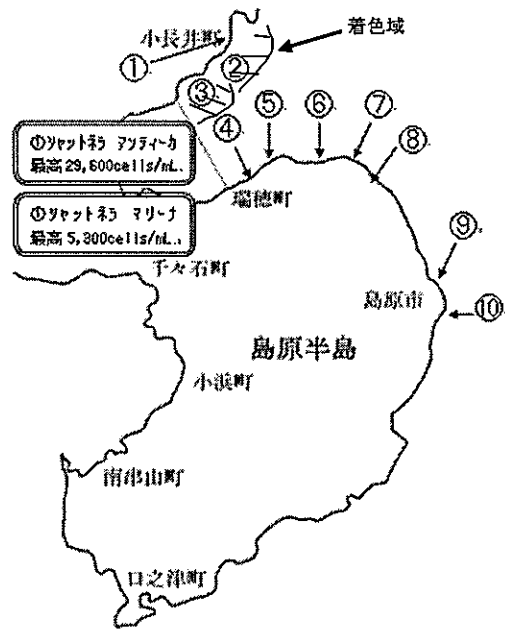 小長井町
着色域
①
②
③
④
⑤
⑥
⑦
⑧
①シャットネラ アンティーカ
最高29,600cells/mL.
①シャットネラ マリーナ
最高5,300cells/mL.
瑞穂町
⑨
千々石町
島原市
⑩
島原半島
小浜町
南串山町
口之津町